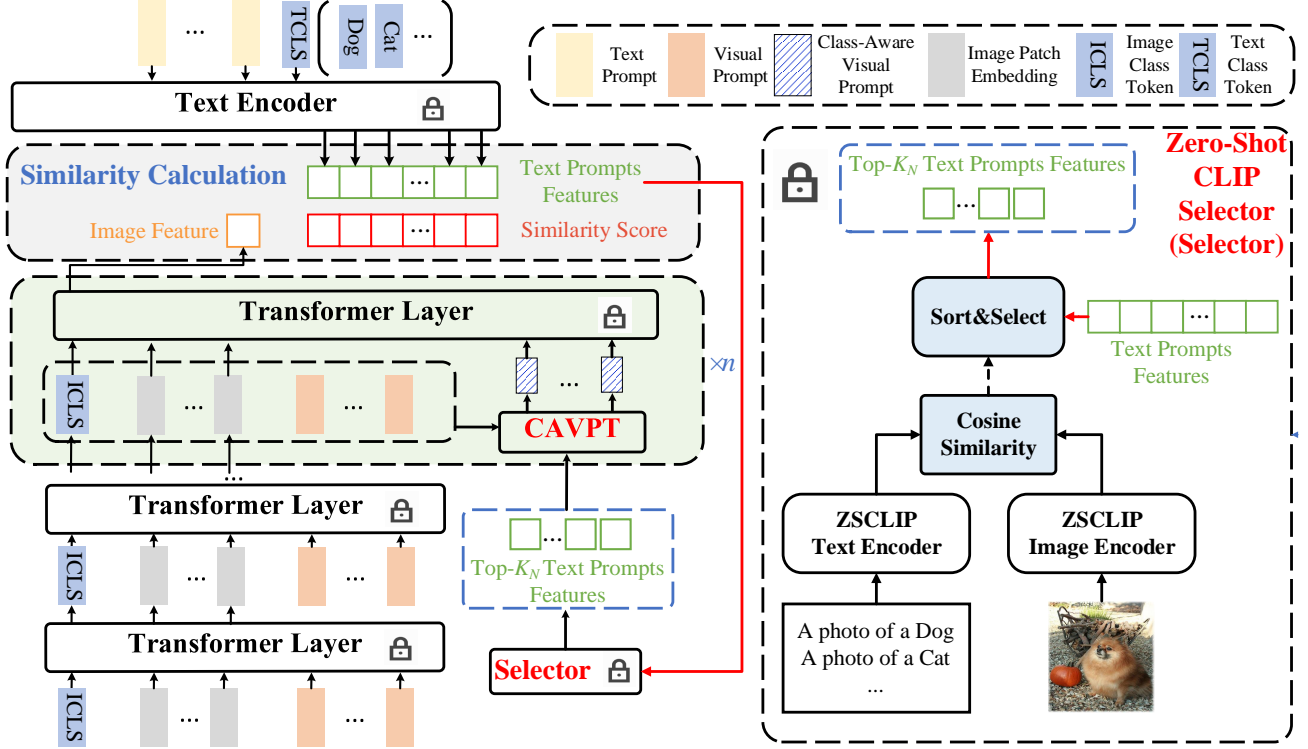 TCLS
Dog
Cat
...
...
Text Encoder
Similarity Calculation
...
Text Prompts
Features
Image Feature
...
Similarity Score
Transformer Layer
×n
ICLS
...
...
...
CAVPT
...
Transformer Layer
ICLS
...
...
...
Top-K_N Text Prompts
Features
Transformer Layer
Selector
ICLS
...
...
Text
Prompt
Visual
Prompt
Class-Aware
Visual
Prompt
Image Patch
Embedding
ICLS
Image
Class
Token
TCLS
Text
Class
Token
Zero-Shot
CLIP
Selector
(Selector)
Top-K_N Text Prompts Features
...
Sort&Select
...
Text Prompts
Features
Cosine
Similarity
ZSCLIP
Text Encoder
ZSCLIP
Image Encoder
A photo of a Dog
A photo of a Cat
...